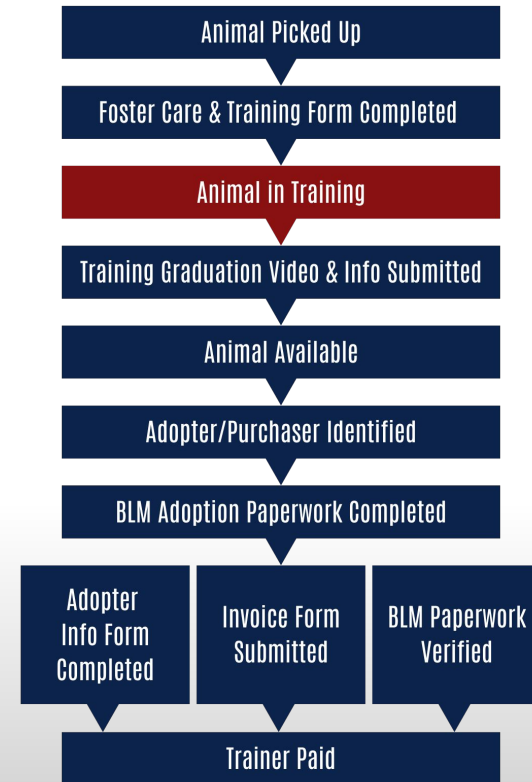 Animal Picked Up
Foster Care & Training Form Completed
Animal in Training
Training Graduation Video & Info Submitted
Animal Available
Adopter/Purchaser Identified
BLM Adoption Paperwork Completed
Adopter
Info Form
Completed
Invoice Form
Submitted
BLM Paperwork
Verified
Trainer Paid